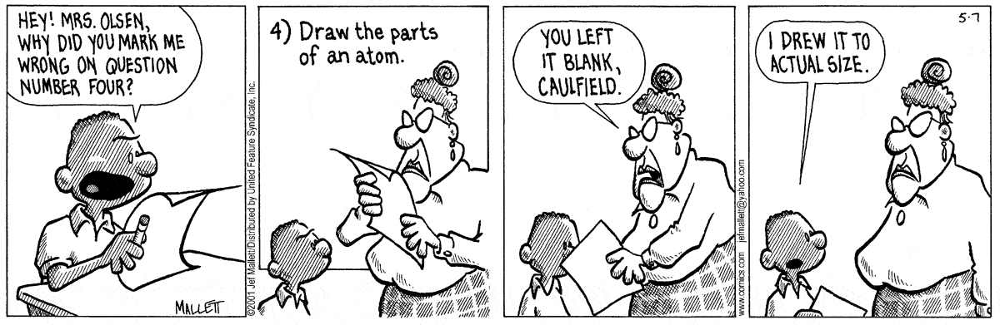 HEY! MRS. OLSEN,
WHY DID YOU MARK ME
WRONG ON QUESTION
NUMBER FOUR?
MALLETT
©2001 Jef Mallett/Distributed by United Feature Syndicate, Inc.
4) Draw the parts
of an atom.
YOU LEFT
IT BLANK,
CAULFIELD.
www.comics.com jefmallett@yahoo.com
5-7
I DREW IT TO
ACTUAL SIZE.